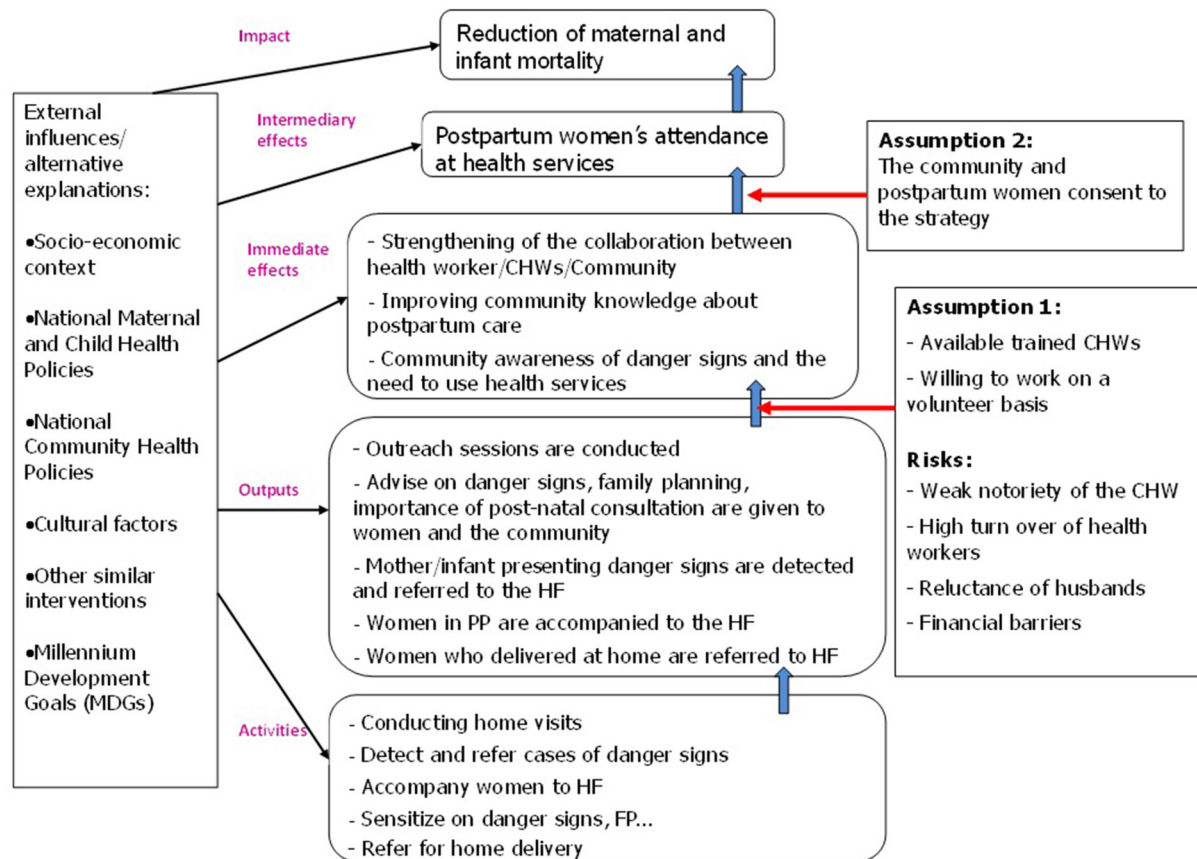 Impact
Reduction of maternal and
infant mortality
External
influences/
alternative
explanations:
•Socio-economic
context
•National Maternal
and Child Health
Policies
•National
Community Health
Policies
•Cultural factors
•Other similar
interventions
•Millennium
Development
Goals (MDGs)
Intermediary
effects
Postpartum women's attendance
at health services
Assumption 2:
The community and
postpartum women consent to
the strategy
Immediate
effects
- Strengthening of the collaboration between
health worker/CHWs/Community
- Improving community knowledge about
postpartum care
- Community awareness of danger signs and the
need to use health services
Assumption 1:
- Available trained CHWs
- Willing to work on a
volunteer basis
Risks:
- Weak notoriety of the CHW
- High turn over of health
workers
- Reluctance of husbands
- Financial barriers
Outputs
- Outreach sessions are conducted
- Advise on danger signs, family planning,
importance of post-natal consultation are given to
women and the community
- Mother/infant presenting danger signs are detected
and referred to the HF
- Women in PP are accompanied to the HF
- Women who delivered at home are referred to HF
Activities
- Conducting home visits
- Detect and refer cases of danger signs
- Accompany women to HF
- Sensitize on danger signs, FP...
- Refer for home delivery